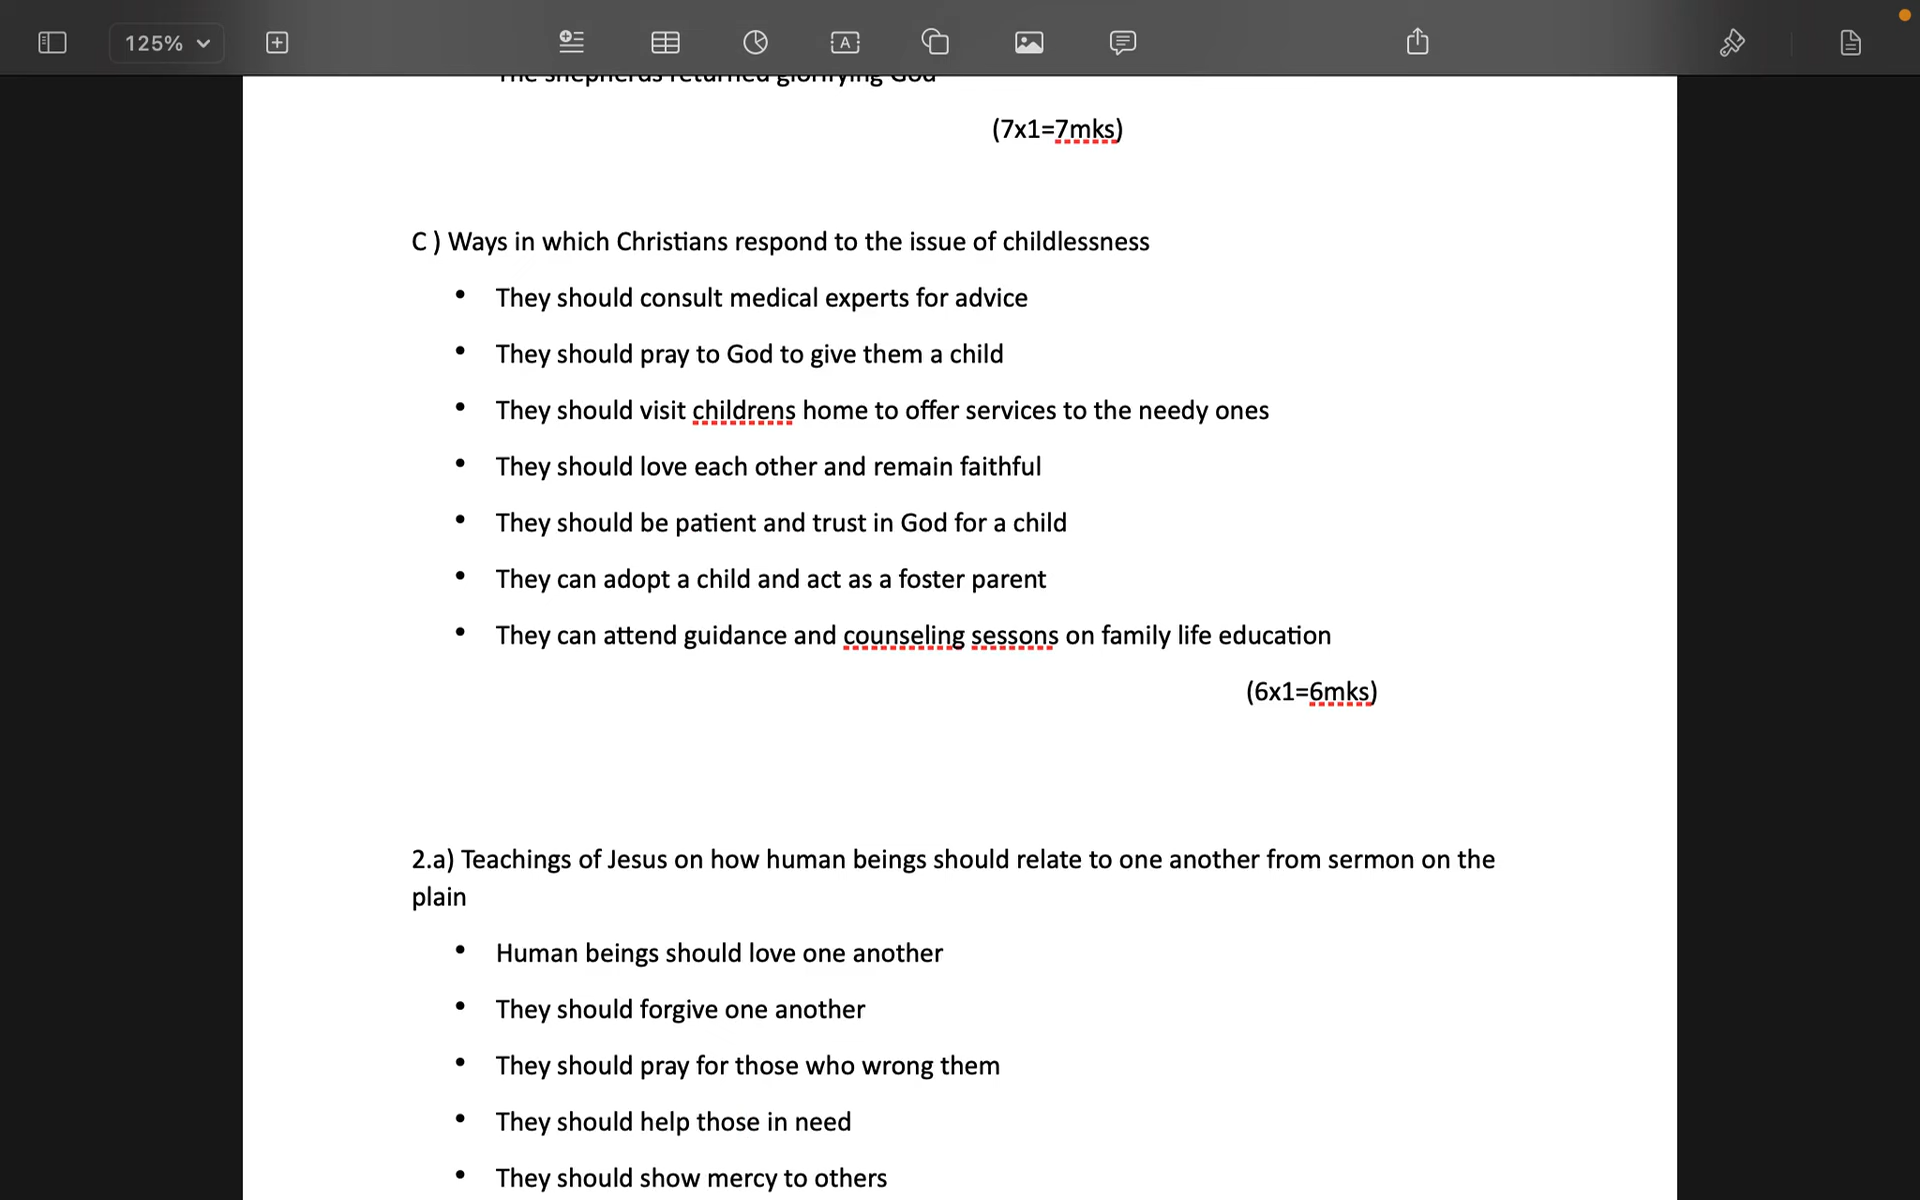 125%
The shepherds returned glorifying God
(7x1=7mks)
C ) Ways in which Christians respond to the issue of childlessness
• They should consult medical experts for advice
• They should pray to God to give them a child
• They should visit childrens home to offer services to the needy ones
• They should love each other and remain faithful
• They should be patient and trust in God for a child
• They can adopt a child and act as a foster parent
• They can attend guidance and counseling sessons on family life education
(6x1=6mks)
2.a) Teachings of Jesus on how human beings should relate to one another from sermon on the
plain
• Human beings should love one another
• They should forgive one another
• They should pray for those who wrong them
• They should help those in need
• They should show mercy to others